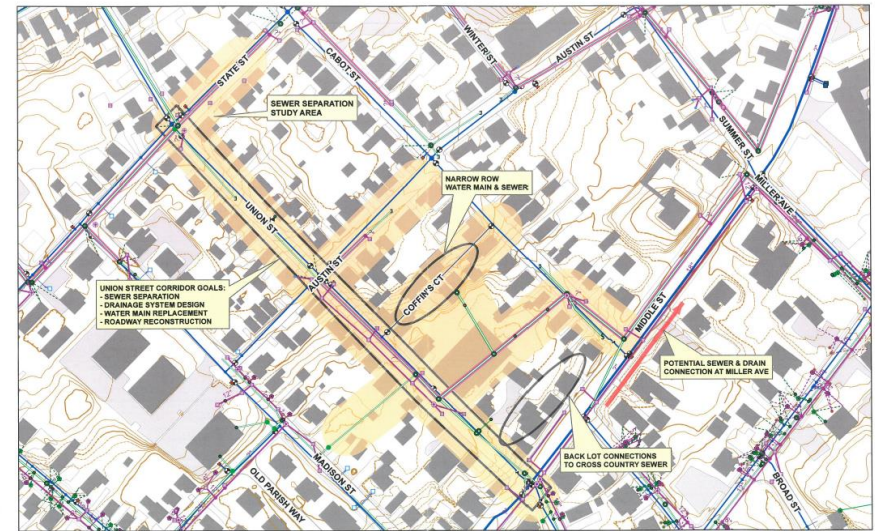 STATE ST
CABOT ST
WINTER ST
AUSTIN ST
SUMMER ST
MILLER AVE
SEWER SEPARATION
STUDY AREA
NARROW ROW
WATER MAIN & SEWER
UNION ST
AUSTIN ST
COFFIN'S CT
MIDDLE ST
UNION STREET CORRIDOR GOALS:
- SEWER SEPARATION
- DRAINAGE SYSTEM DESIGN
- WATER MAIN REPLACEMENT
- ROADWAY RECONSTRUCTION
POTENTIAL SEWER & DRAIN
CONNECTION AT MILLER AVE
BACK LOT CONNECTIONS
TO CROSS COUNTRY SEWER
MADISON ST
OLD PARISH WAY
BROAD ST